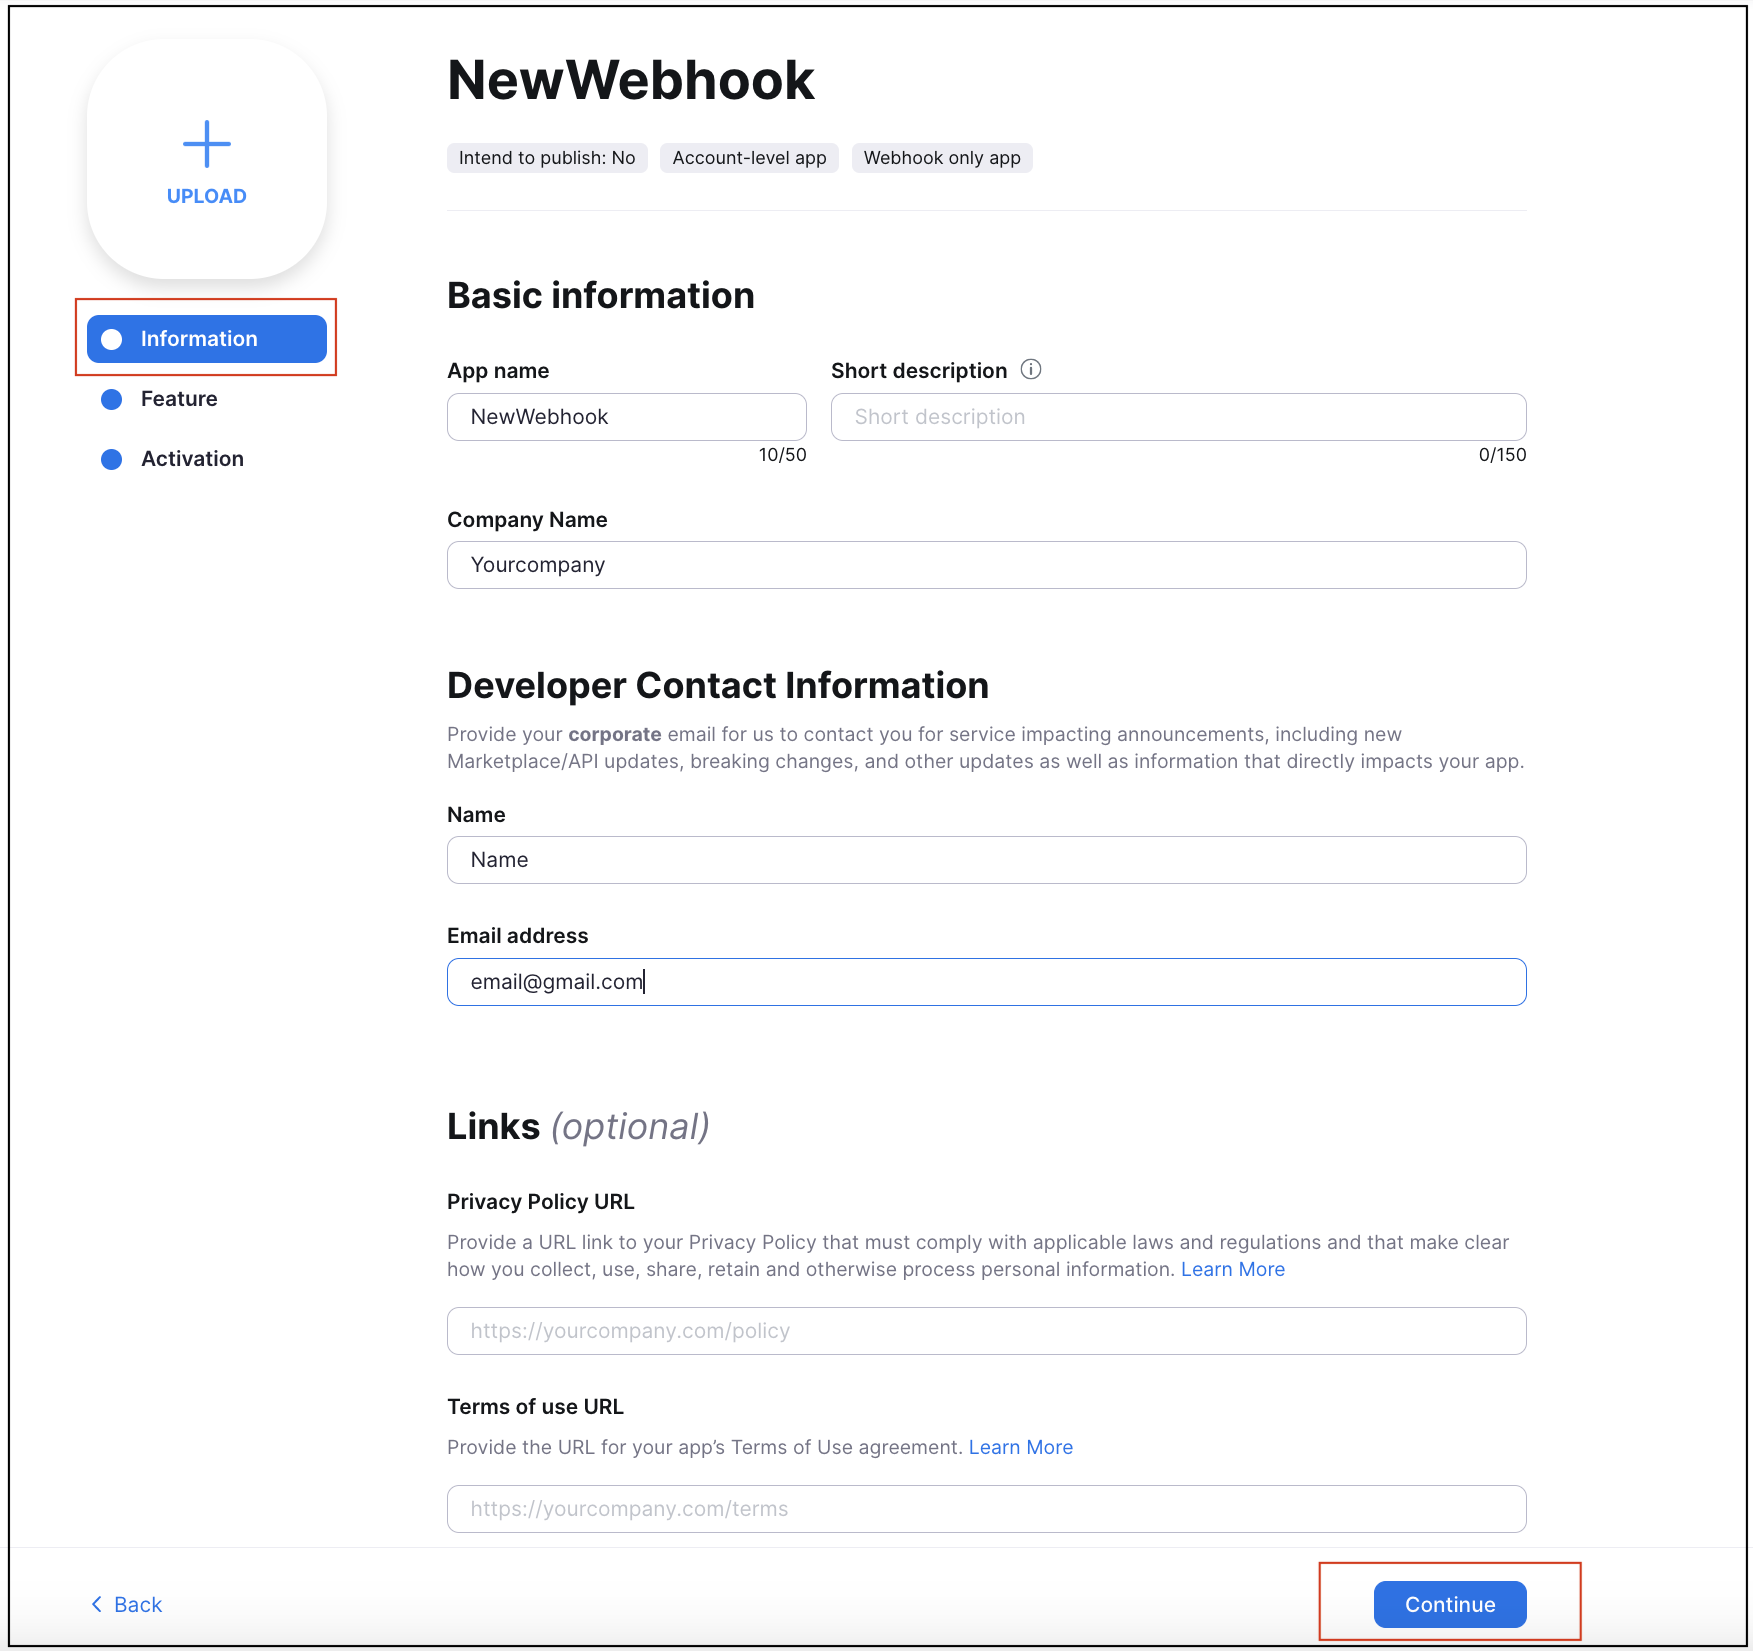 UPLOAD
Information
Feature
Activation
NewWebhook
Intend to publish: No
Account-level app
Webhook only app
Basic information
App name
NewWebhook
10/50
Short description
Short description
0/150
Company Name
Yourcompany
Developer Contact Information
Provide your corporate email for us to contact you for service impacting announcements, including new
Marketplace/API updates, breaking changes, and other updates as well as information that directly impacts your app.
Name
Name
Email address
email@gmail.com
Links (optional)
Privacy Policy URL
Provide a URL link to your Privacy Policy that must comply with applicable laws and regulations and that make clear
how you collect, use, share, retain and otherwise process personal information. Learn More
https://yourcompany.com/policy
Terms of use URL
Provide the URL for your app’s Terms of Use agreement. Learn More
https://yourcompany.com/terms
Back
Continue